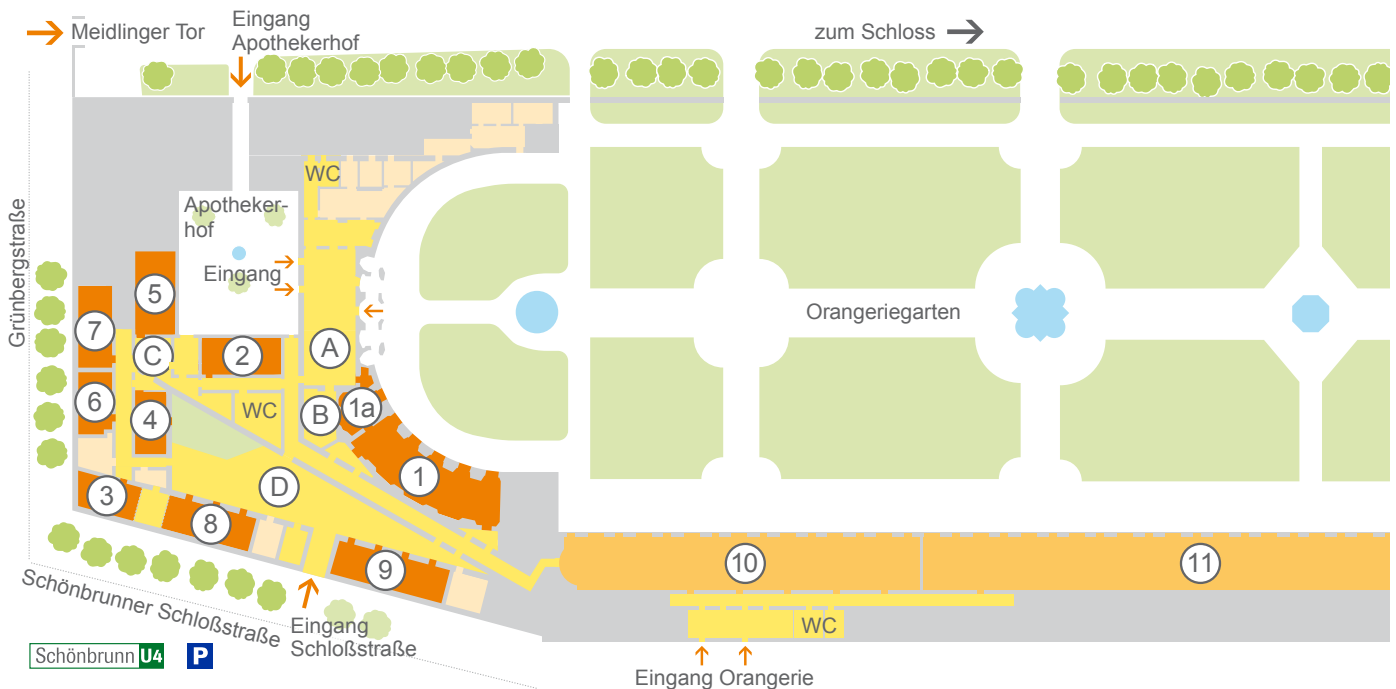 Meidlinger Tor
Eingang
Apothekerhof
zum Schloss
WC
Apotheker-
hof
Eingang
Grünbergstraße
Orangeriegarten
5
7
C
2
A
6
4
WC
B
1a
1
D
3
8
9
10
11
WC
Schönbrunner Schloßstraße
Eingang
Schloßstraße
Schönbrunn U4
P
Eingang Orangerie